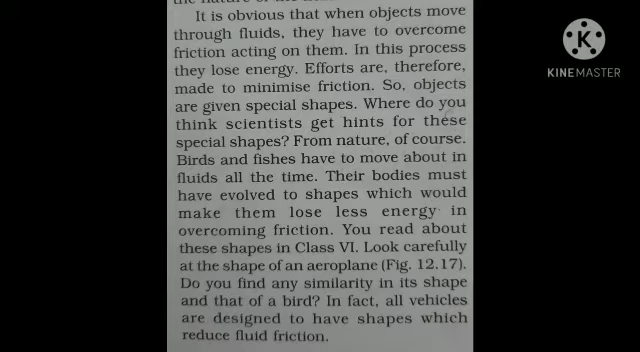 It is obvious that when objects move
through fluids, they have to overcome
friction acting on them. In this process
they lose energy. Efforts are, therefore,
made to minimise friction. So, objects
are given special shapes. Where do you
think scientists get hints for these
special shapes? From nature, of course.
Birds and fishes have to move about in
fluids all the time. Their bodies must
have evolved to shapes which would
make them lose less energy in
overcoming friction. You read about
these shapes in Class VI. Look carefully
at the shape of an aeroplane (Fig. 12.17).
Do you find any similarity in its shape
and that of a bird? In fact, all vehicles
are designed to have shapes which
reduce fluid friction.
K
KINEMASTER